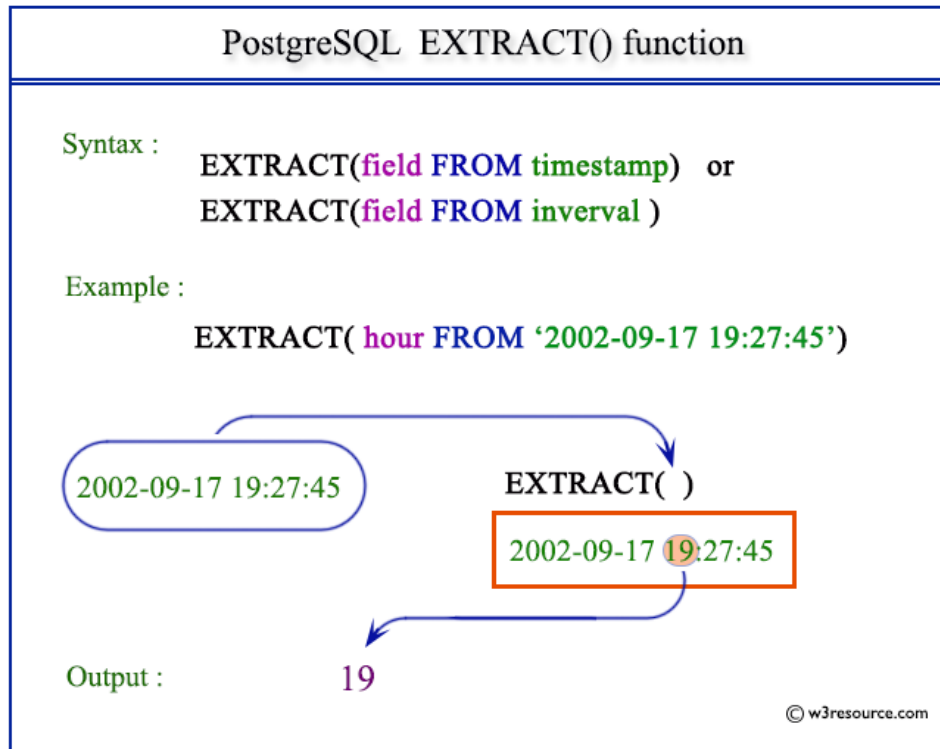 PostgreSQL EXTRACT() function
Syntax :
EXTRACT(field FROM timestamp) or
EXTRACT(field FROM inverval )
Example :
EXTRACT( hour FROM ‘2002-09-17 19:27:45’)
2002-09-17 19:27:45
EXTRACT( )
2002-09-17 19:27:45
Output :
19
© w3resource.com